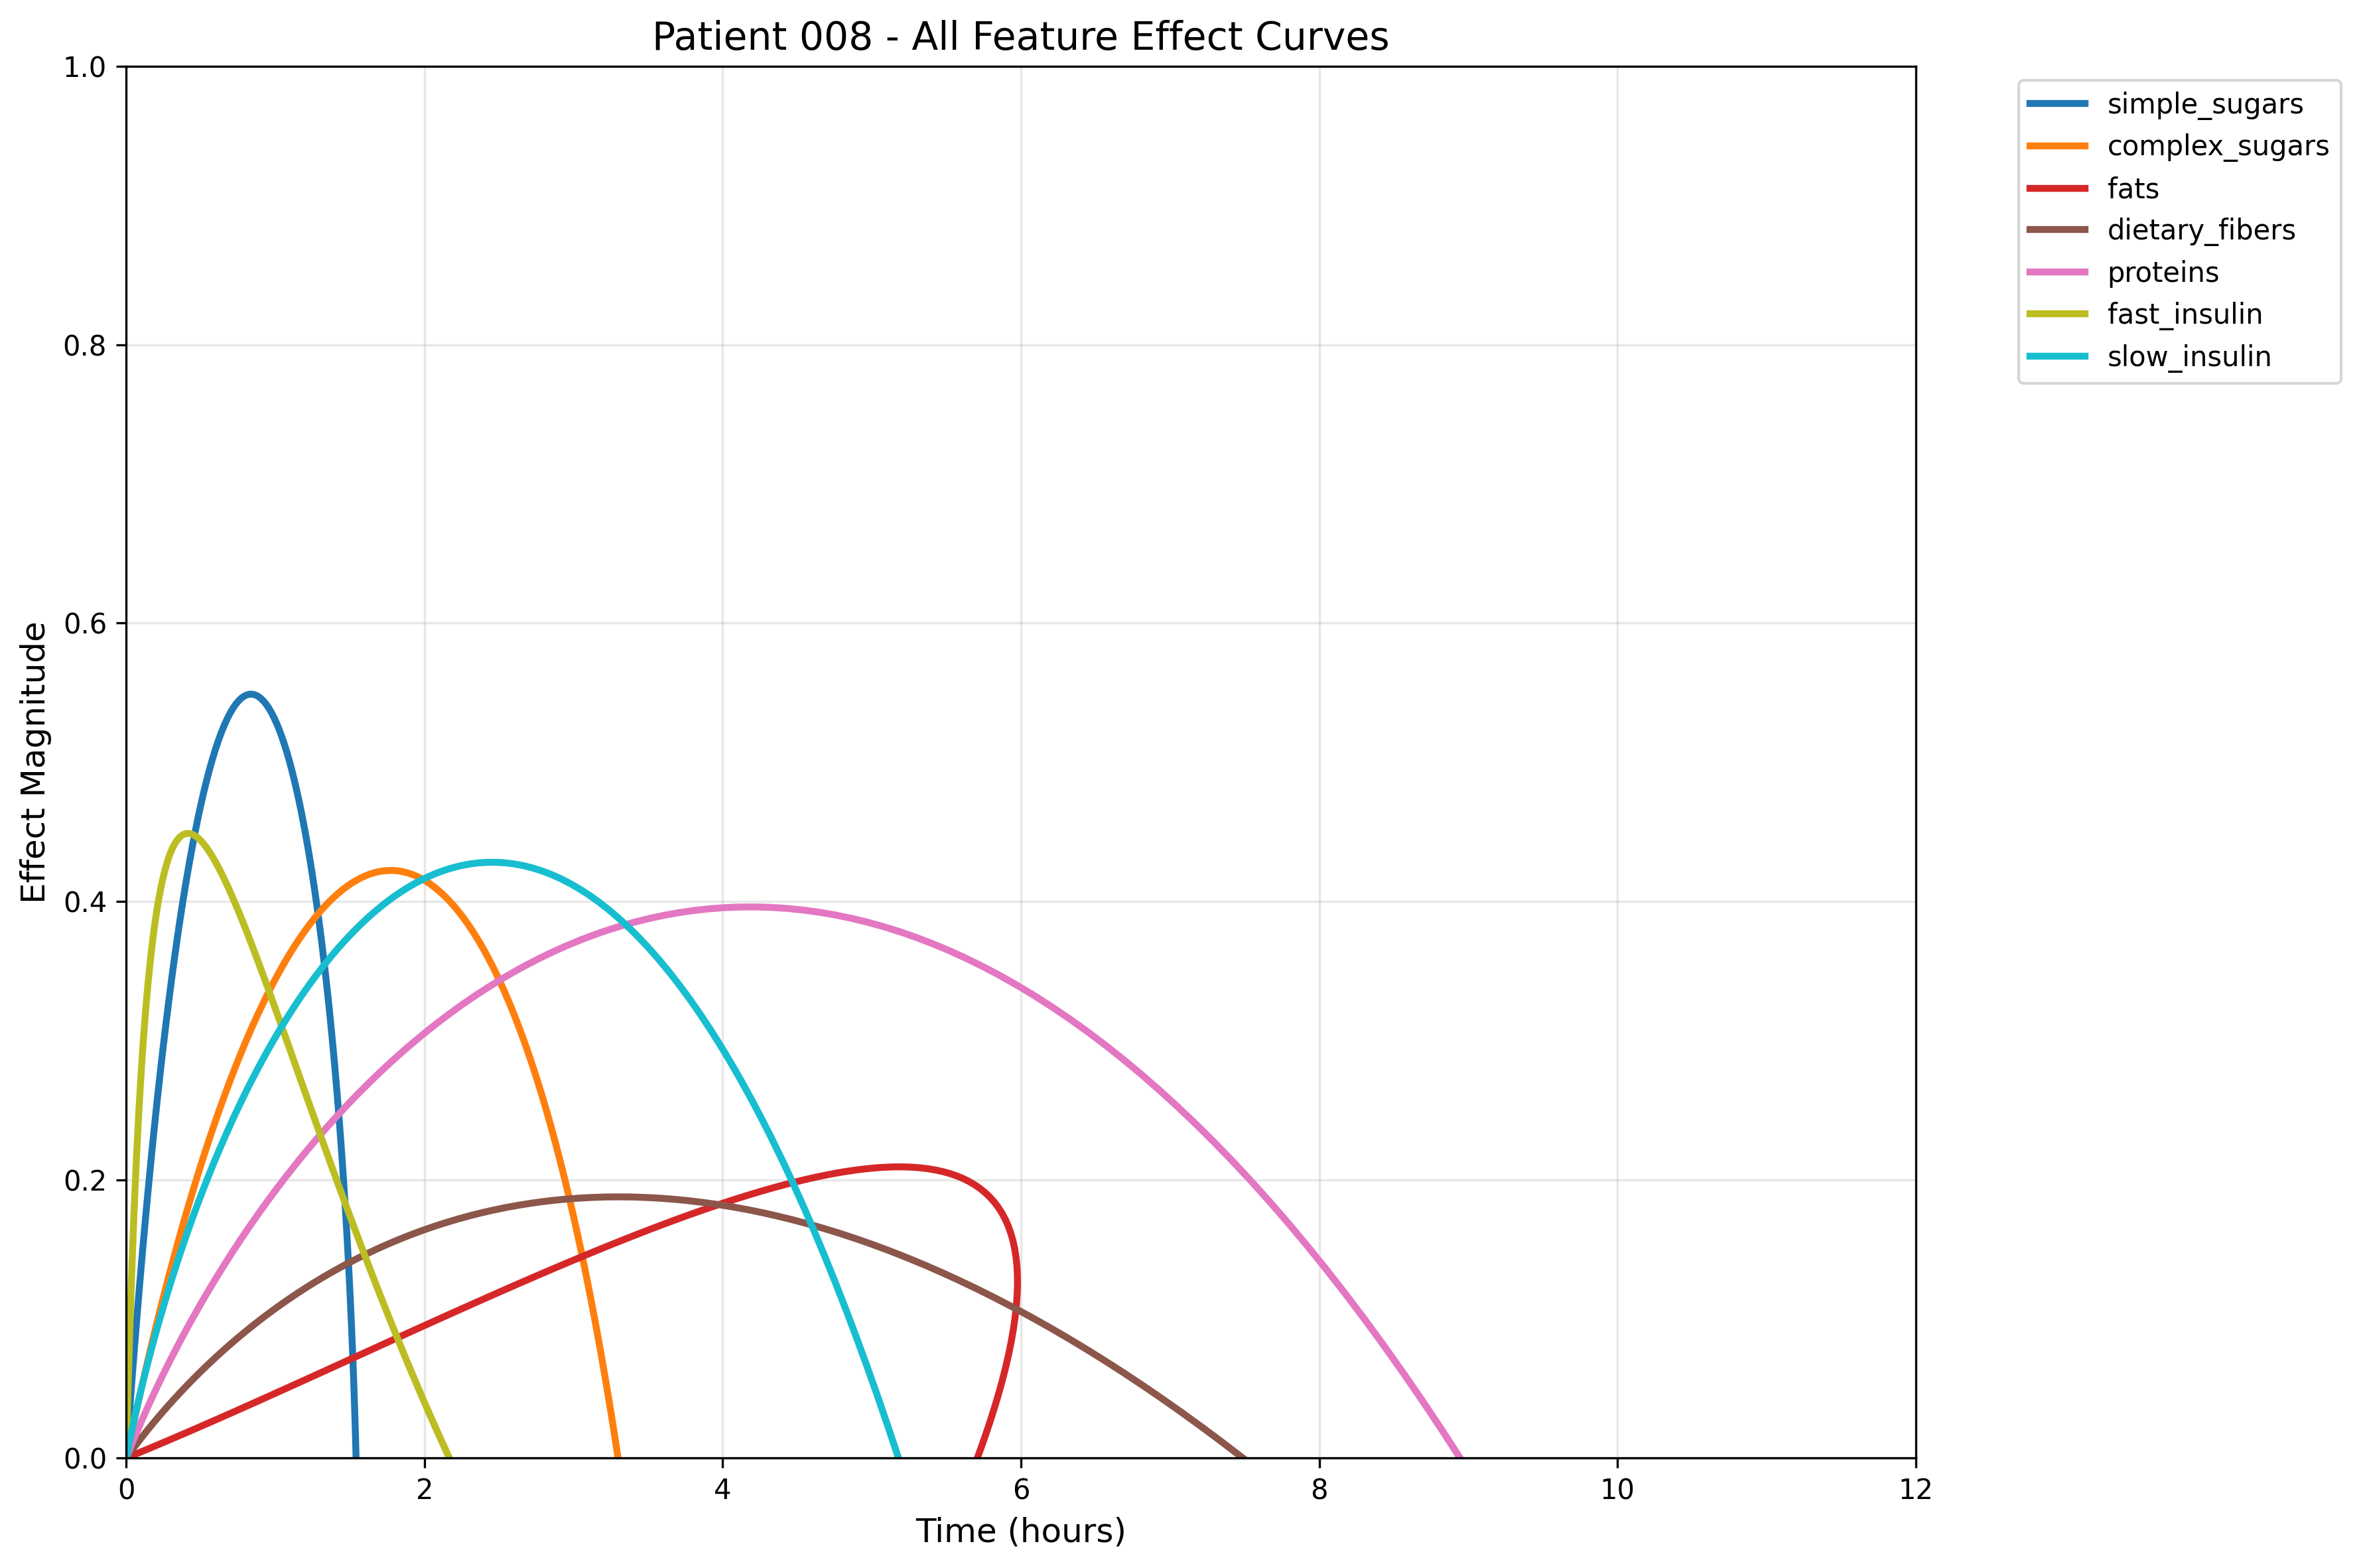 Patient 008 - All Feature Effect Curves
1.0
0.8
0.6
0.4
0.2
0.0
Effect Magnitude
0 2 4 6 8 10 12
Time (hours)
simple_sugars
complex_sugars
fats
dietary_fibers
proteins
fast_insulin
slow_insulin